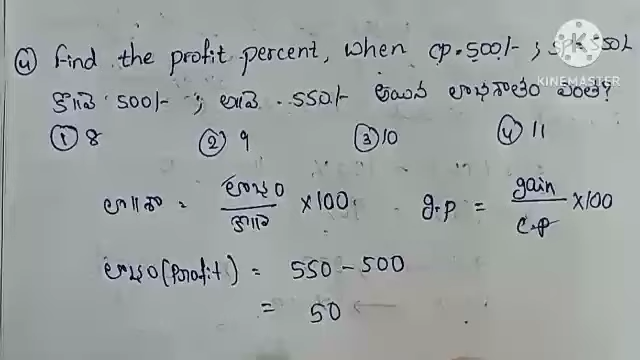 ④ Find the profit percent, when cp. 500/- ; SP. 550/-
కొ॥వె 500/- ; అ॥వె . 550/- అయిన లాభశాతం ఎంత?
① 8 ② 9 ③ 10 ④ 11
లా॥శా = లాభం/కొ॥వె ×100 g.p = gain/c.p ×100
లాభం (Profit) = 550 - 500
= 50
KINEMASTER